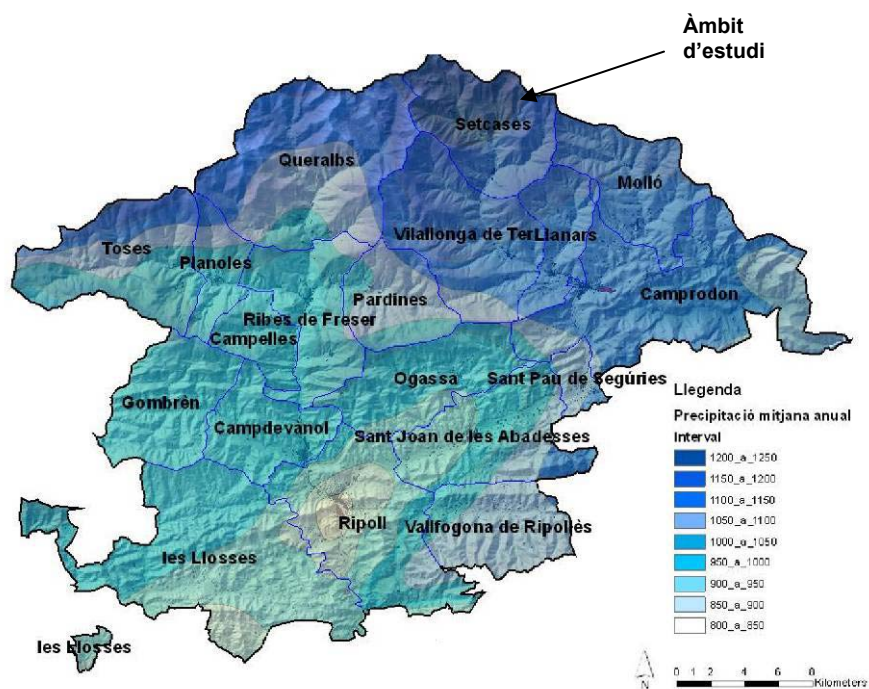 Àmbit
d'estudi
Setcases
Queralbs
Molló
Vilallonga de Ter
Llanars
Toses
Planoles
Camprodon
Pardines
Ribes de Freser
Campelles
Ogassa
Sant Pau de Segúries
Gombrèn
Campdevànol
Sant Joan de les Abadesses
Ripoll
Vallfogona de Ripollès
les Llosses
les Llosses
Llegenda
Precipitació mitjana anual
Interval
1200_a_1250
1150_a_1200
1100_a_1150
1050_a_1100
1000_a_1050
950_a_1000
900_a_950
850_a_900
800_a_850
N
0 1 2 4 6 8
Kilometers